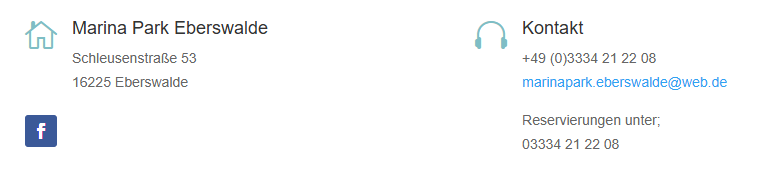 Marina Park Eberswalde
Schleusenstraße 53
16225 Eberswalde
f
Kontakt
+49 (0)3334 21 22 08
marinapark.eberswalde@web.de
Reservierungen unter;
03334 21 22 08